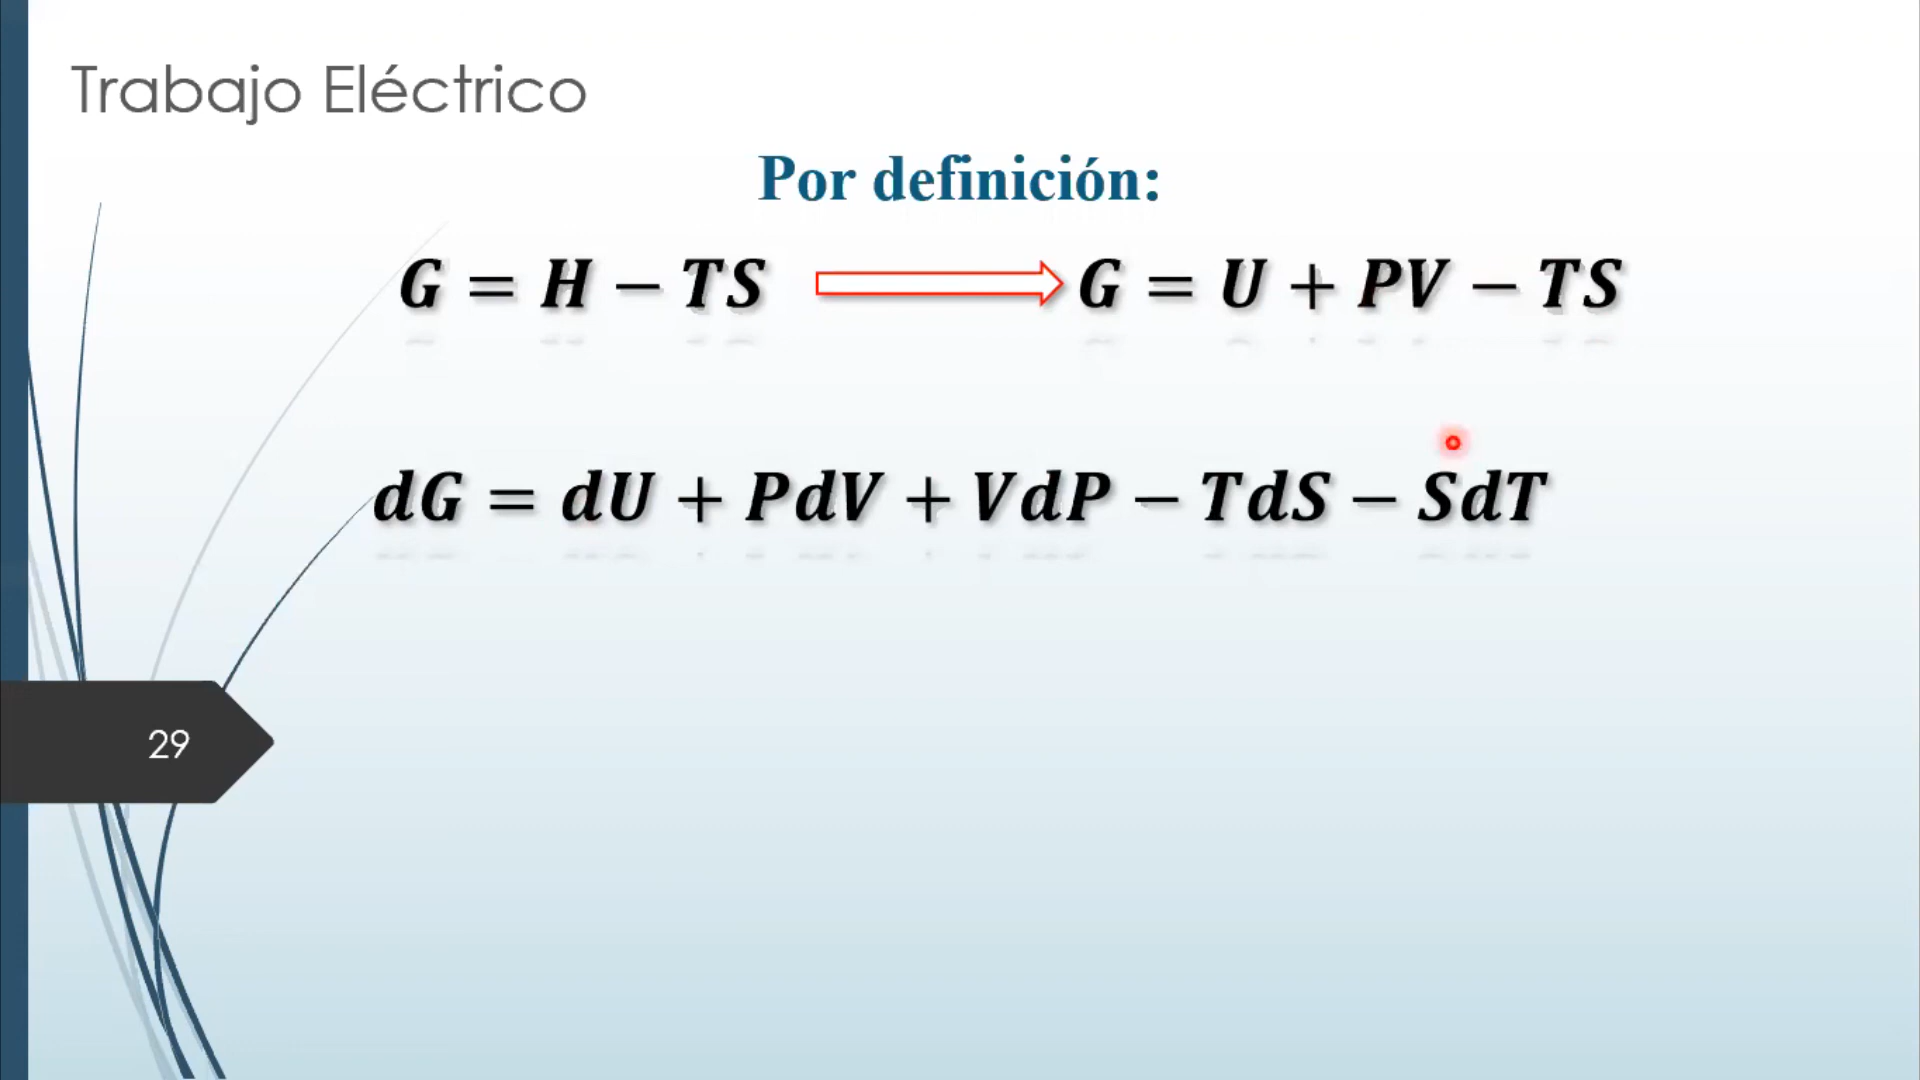 Trabajo Eléctrico
Por definición:
G = H − TS G = U + PV − TS
dG = dU + PdV + VdP − TdS − SdT
29